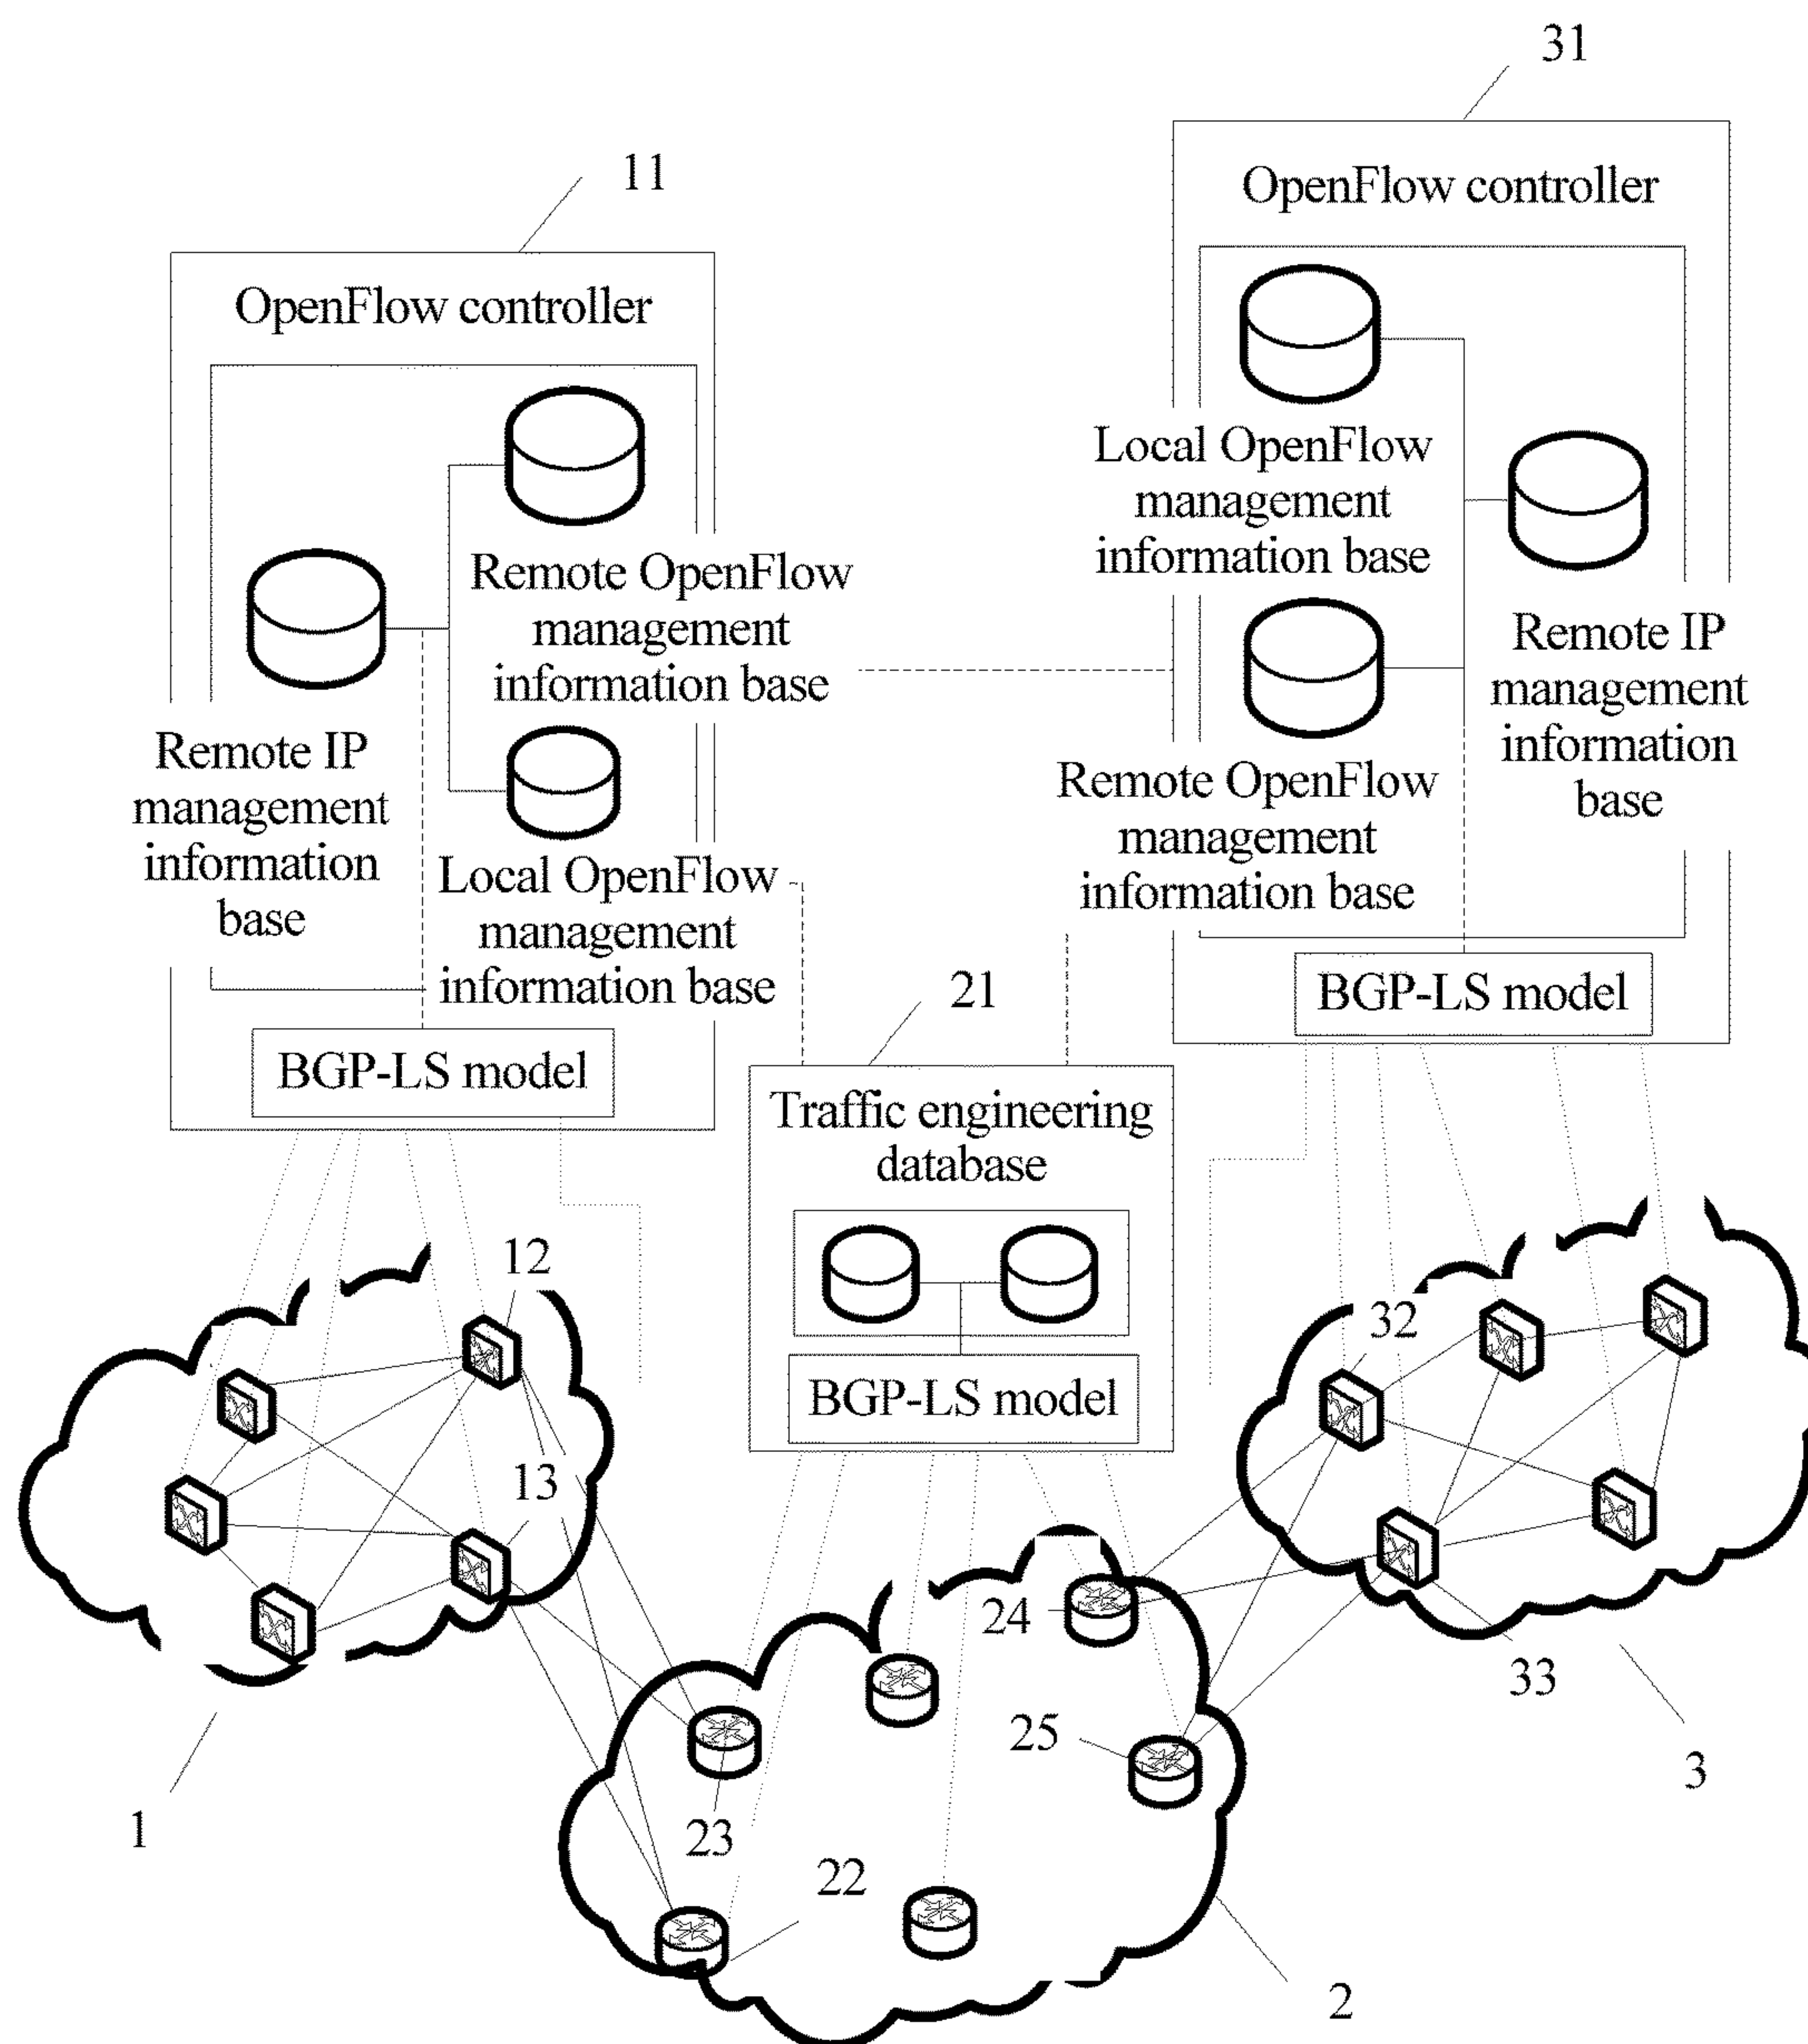 31
11
OpenFlow controller
OpenFlow controller
Local OpenFlow
management
information base
Remote OpenFlow
management
information base
Remote IP
management
information
base
Remote IP
management
information
base
Remote OpenFlow
management
information base
Local OpenFlow
management
information base
21
BGP-LS model
BGP-LS model
Traffic engineering
database
12
32
BGP-LS model
13
24
33
25
3
1
23
22
2